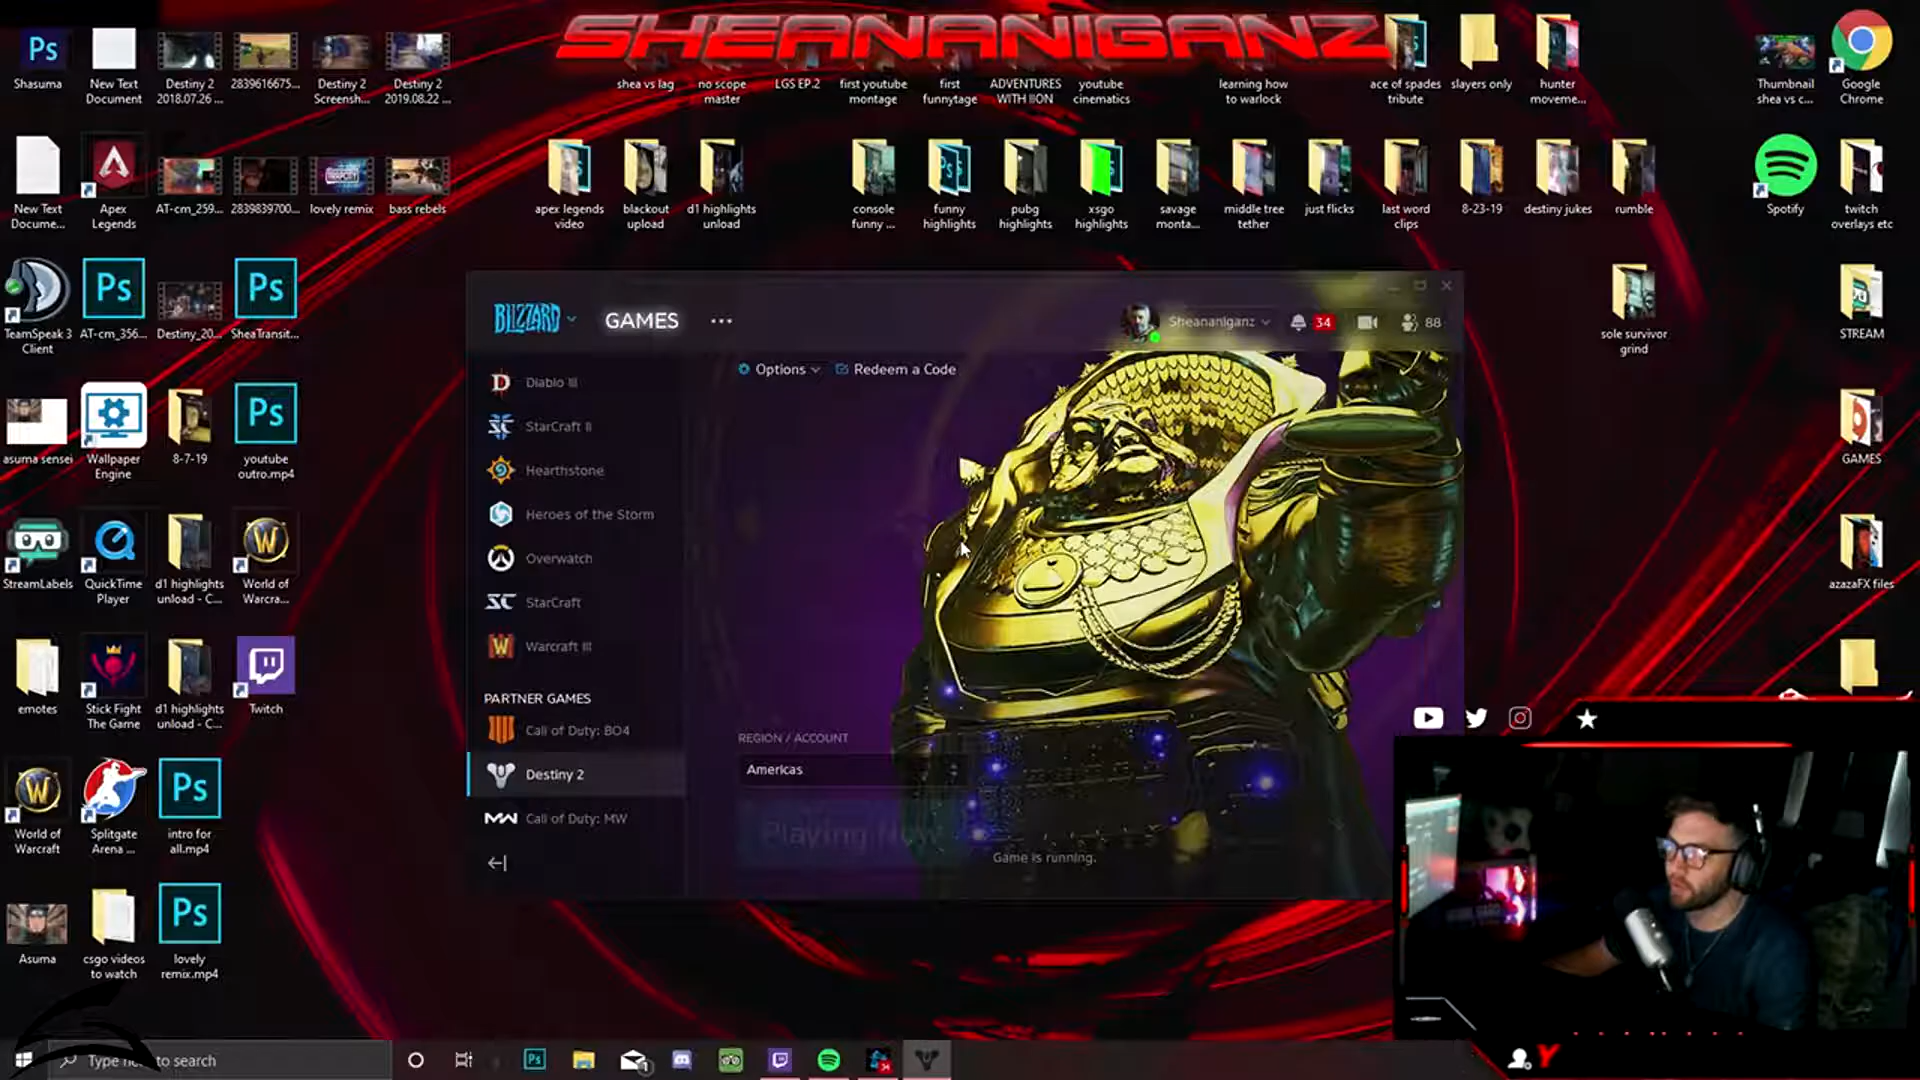 SHEANANIGANZ
Shasuma
New Text
Document
Destiny 2
2018.07.26 ...
2839616675...
Destiny 2
Screensh...
Destiny 2
2019.08.22 ...
shea vs lag
no scope
master
LGS EP.2
first youtube
montage
first
funnytage
ADVENTURES
WITH IION
youtube
cinematics
learning how
to warlock
ace of spades
tribute
slayers only
hunter
moveme...
Thumbnail
shea vs c...
Google
Chrome
New Text
Docume...
Apex
Legends
AT-cm_259...
2839839700...
lovely remix
bass rebels
apex legends
video
blackout
upload
d1 highlights
unload
console
funny ...
funny
highlights
pubg
highlights
xsgo
highlights
savage
monta...
middle tree
tether
just flicks
last word
clips
8-23-19
destiny jukes
rumble
Spotify
twitch
overlays etc
TeamSpeak 3
Client
AT-cm_356...
Destiny_20...
SheaTransit...
sole survivor
grind
STREAM
BLIZZARD
GAMES
Sheananiganz
34
88
Options
Redeem a Code
Diablo III
StarCraft II
Hearthstone
Heroes of the Storm
Overwatch
StarCraft
Warcraft III
PARTNER GAMES
Call of Duty: BO4
Destiny 2
Call of Duty: MW
REGION / ACCOUNT
Americas
Playing Now
Game is running.
asuma sensei
Wallpaper
Engine
8-7-19
youtube
outro.mp4
GAMES
StreamLabels
QuickTime
Player
d1 highlights
unload - C...
World of
Warcra...
azazaFX files
emotes
Stick Fight
The Game
d1 highlights
unload - C...
Twitch
World of
Warcraft
Splitgate
Arena ...
intro for
all.mp4
Asuma
csgo videos
to watch
lovely
remix.mp4
to search
Y